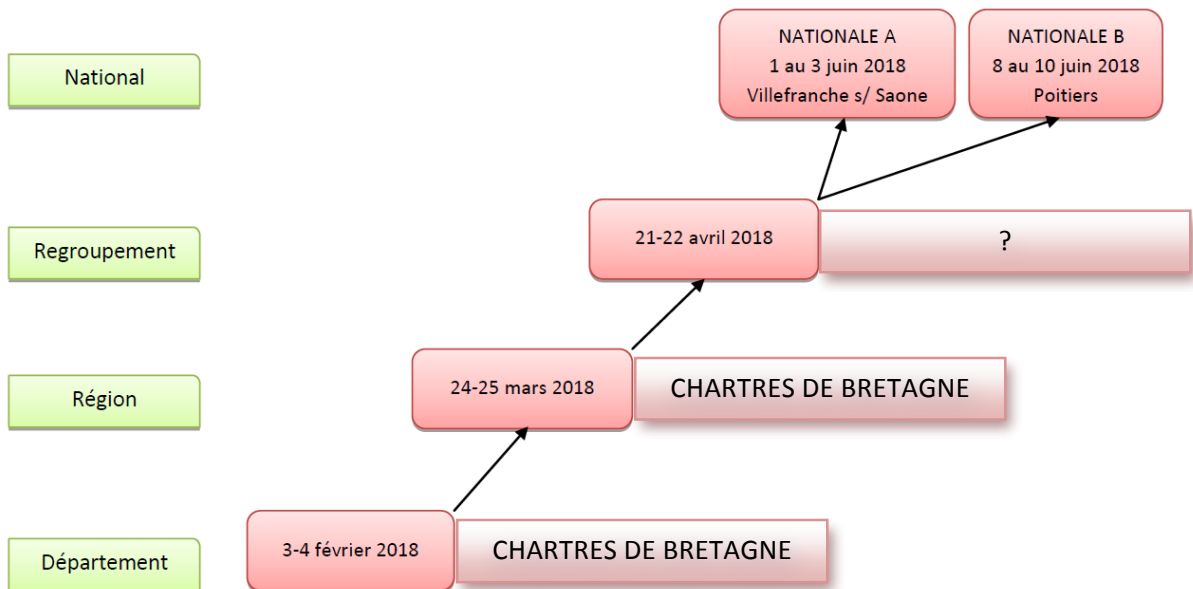 NATIONALE A
1 au 3 juin 2018
Villefranche s/ Saone
NATIONALE B
8 au 10 juin 2018
Poitiers
National
Regroupement
21-22 avril 2018
?
Région
24-25 mars 2018
CHARTRES DE BRETAGNE
Département
3-4 février 2018
CHARTRES DE BRETAGNE